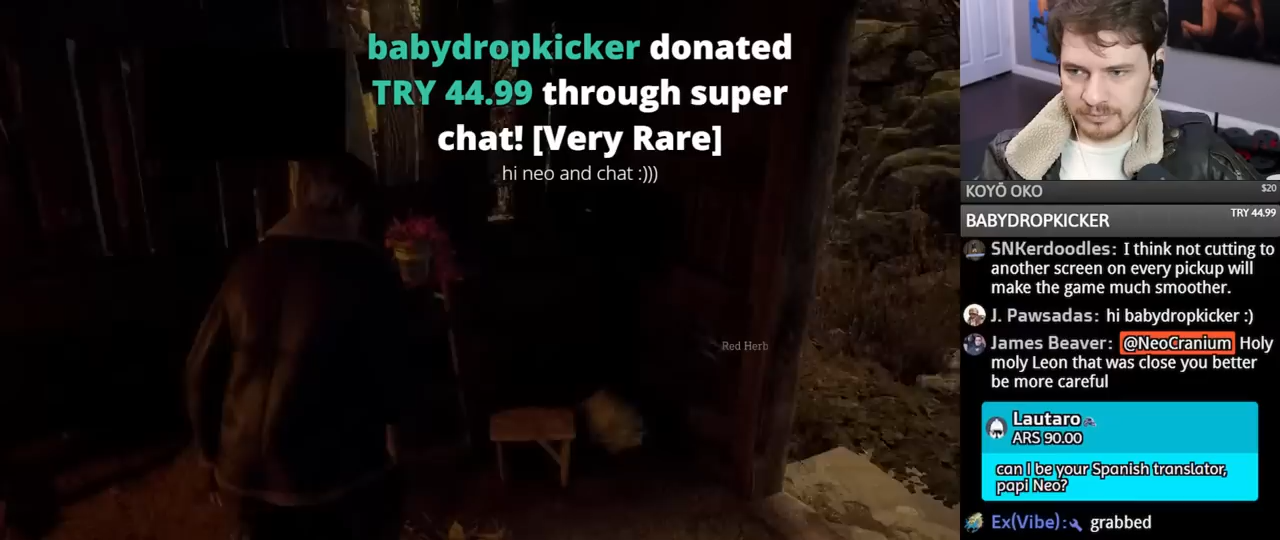 babydropkicker donated
TRY 44.99 through super
chat! [Very Rare]
hi neo and chat :)))
Red Herb
KOYŌ OKO
$20
BABYDROPKICKER
TRY 44.99
SNKerdoodles: I think not cutting to
another screen on every pickup will
make the game much smoother.
J. Pawsadas: hi babydropkicker :)
James Beaver: @NeoCranium Holy
moly Leon that was close you better
be more careful
Lautaro
ARS 90.00
can I be your Spanish translator,
papi Neo?
Ex(Vibe): grabbed